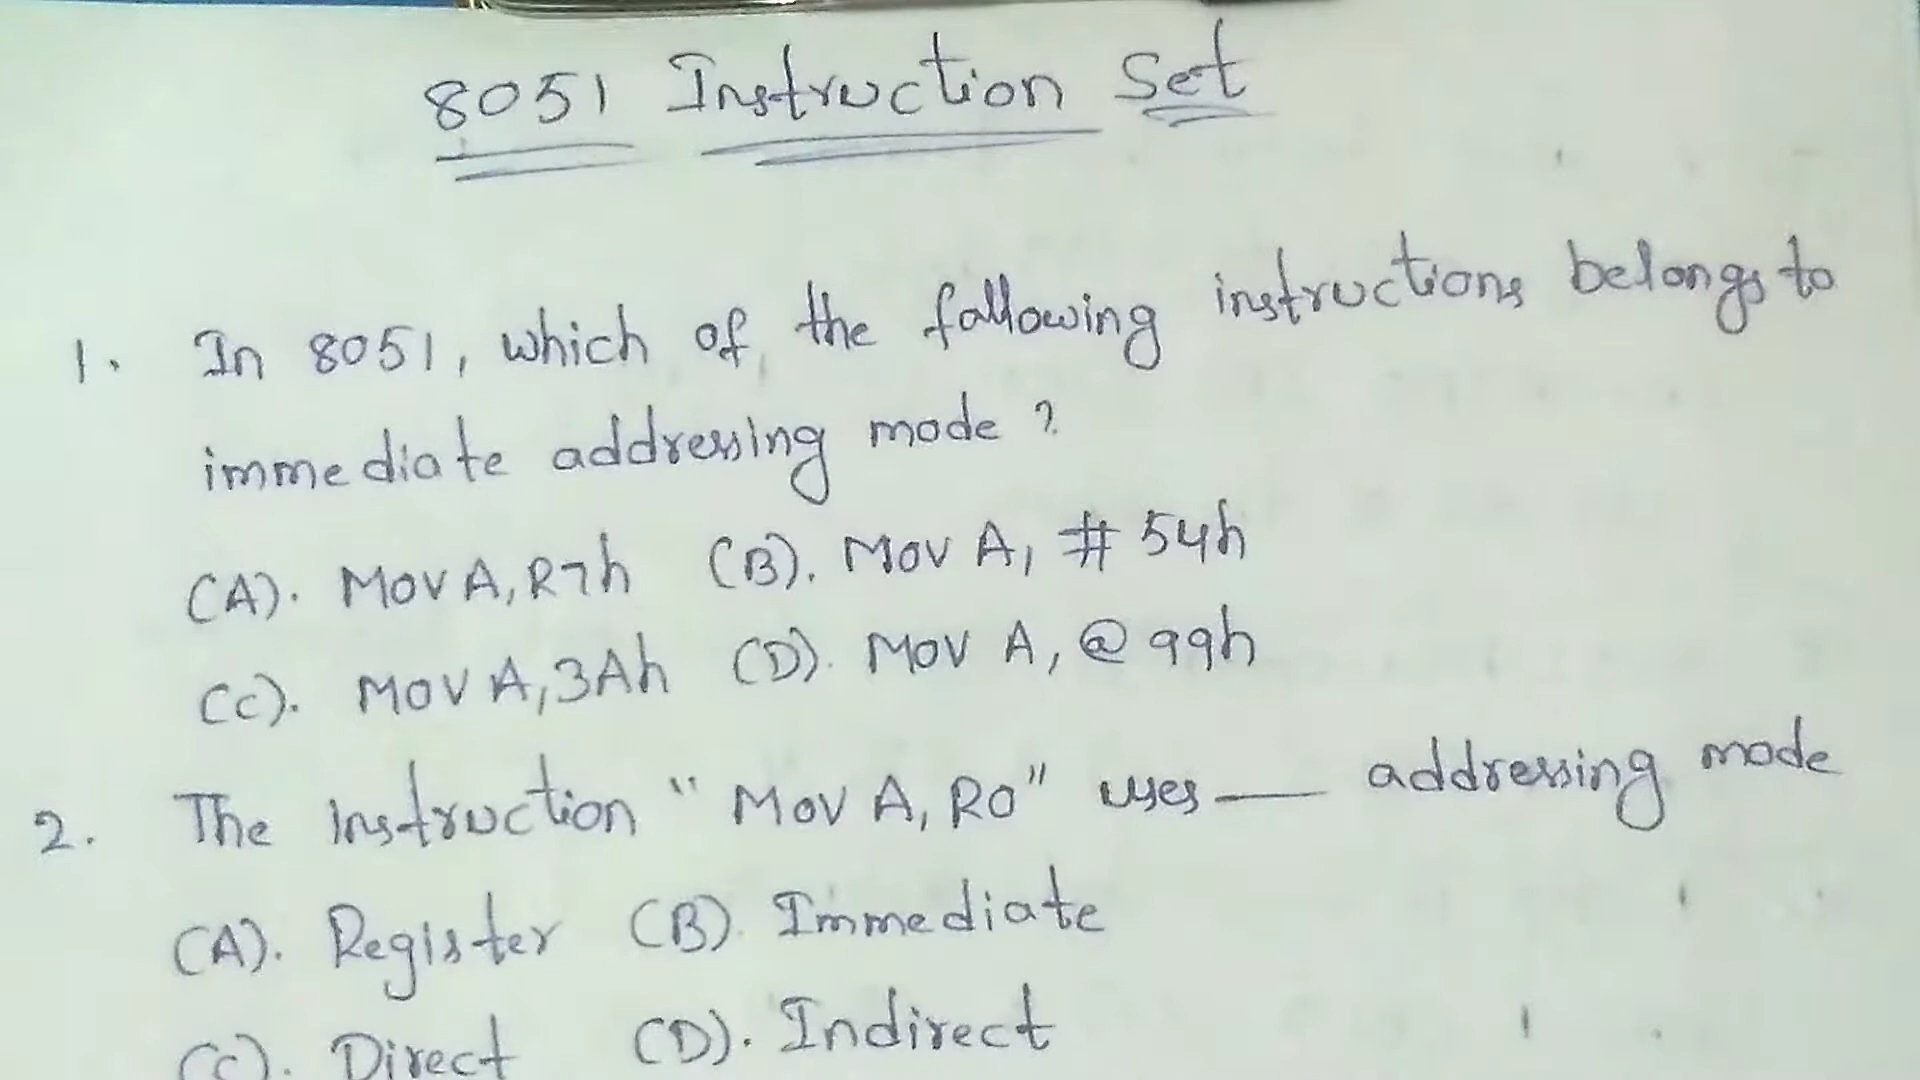 8051 Instruction Set
1. In 8051, which of the following instructions belongs to
immediate addressing mode ?
(A). MOV A, R7h (B). MOV A, # 54h
(C). MOV A, 3Ah (D). MOV A, @ 99h
2. The instruction " MOV A, R0" uses — addressing mode
(A). Register (B). Immediate
(C). Direct (D). Indirect